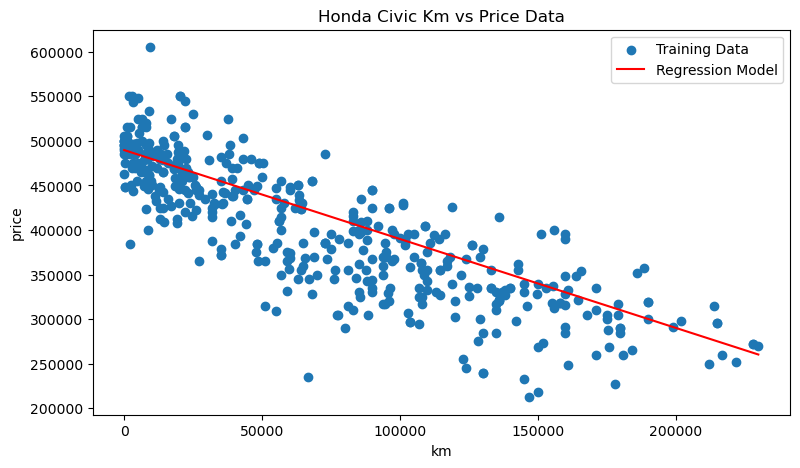 Honda Civic Km vs Price Data
Training Data
Regression Model
600000
550000
500000
450000
400000
350000
300000
250000
200000
price
0
50000
100000
150000
200000
km